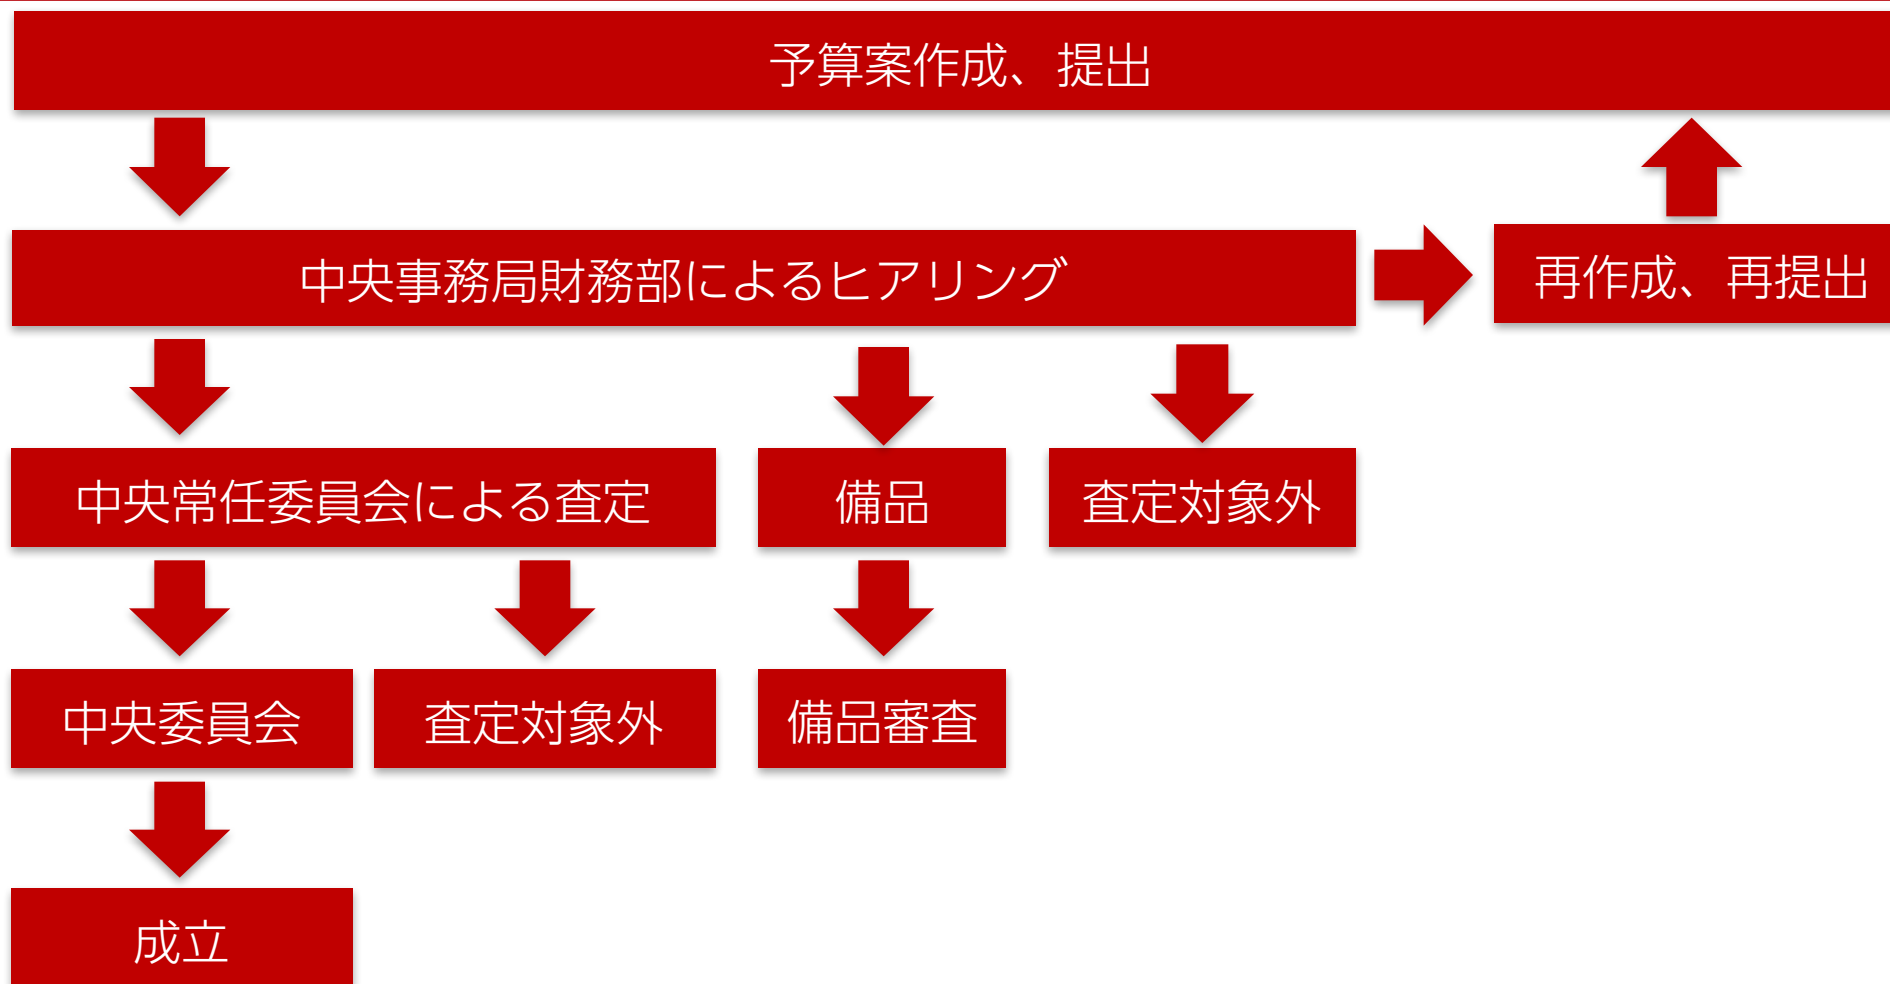 予算案作成、提出
中央事務局財務部によるヒアリング
再作成、再提出
中央常任委員会による査定
備品
査定対象外
中央委員会
査定対象外
備品審査
成立